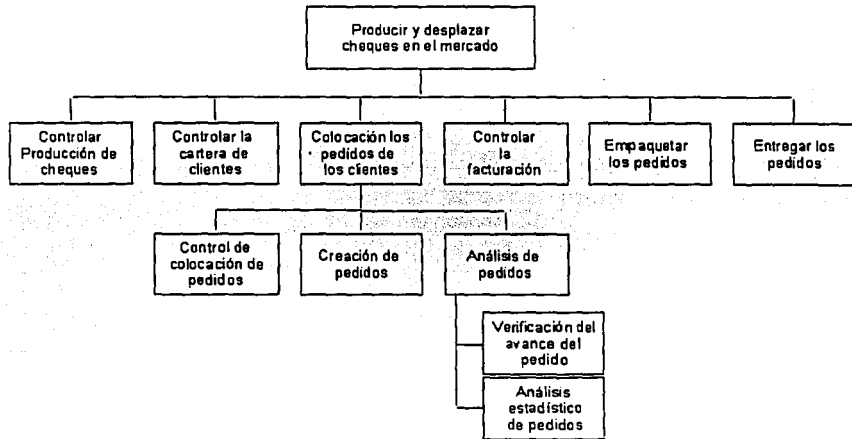 Producir y desplazar
cheques en el mercado
Controlar
Producción de
cheques
Controlar la
cartera de
clientes
Colocación los
pedidos de
los clientes
Controlar
la
facturación
Empaquetar
los pedidos
Entregar los
pedidos
Control de
colocación de
pedidos
Creación de
pedidos
Análisis de
pedidos
Verificación del
avance del
pedido
Análisis
estadístico
de pedidos